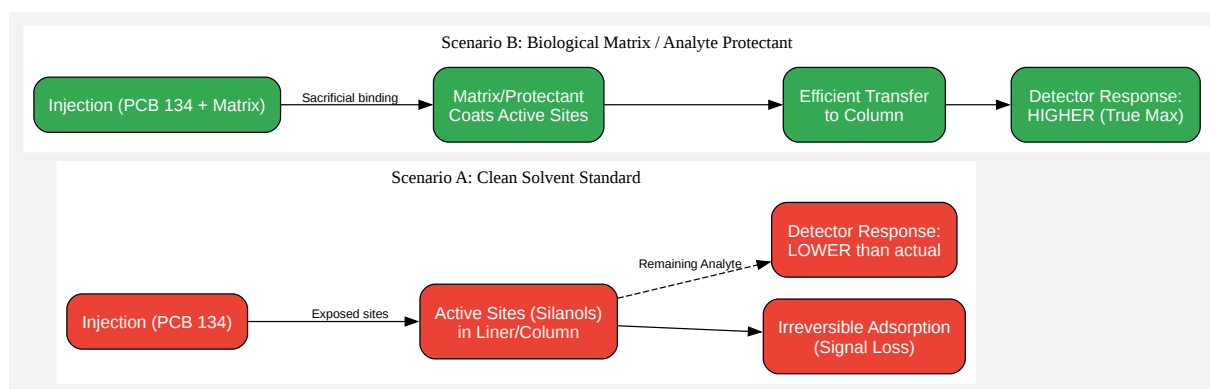 Scenario B: Biological Matrix / Analyte Protectant
Injection (PCB 134 + Matrix)
Sacrificial binding
Matrix/Protectant
Coats Active Sites
Efficient Transfer
to Column
Detector Response:
HIGHER (True Max)
Scenario A: Clean Solvent Standard
Injection (PCB 134)
Exposed sites
Active Sites (Silanols)
in Liner/Column
Remaining Analyte
Detector Response:
LOWER than actual
Irreversible Adsorption
(Signal Loss)